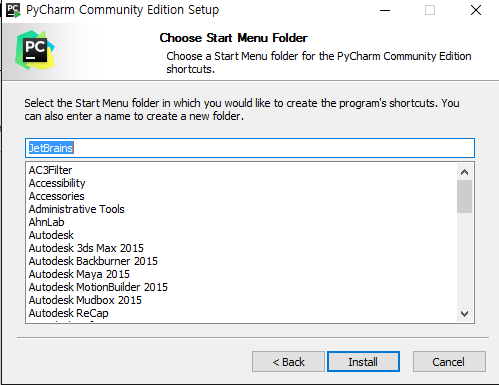 PC PyCharm Community Edition Setup
PC
Choose Start Menu Folder
Choose a Start Menu folder for the PyCharm Community Edition
shortcuts.
Select the Start Menu folder in which you would like to create the program's shortcuts. You
can also enter a name to create a new folder.
JetBrains
AC3Filter
Accessibility
Accessories
Administrative Tools
AhnLab
Autodesk
Autodesk 3ds Max 2015
Autodesk Backburner 2015
Autodesk Maya 2015
Autodesk MotionBuilder 2015
Autodesk Mudbox 2015
Autodesk ReCap
< Back Install Cancel